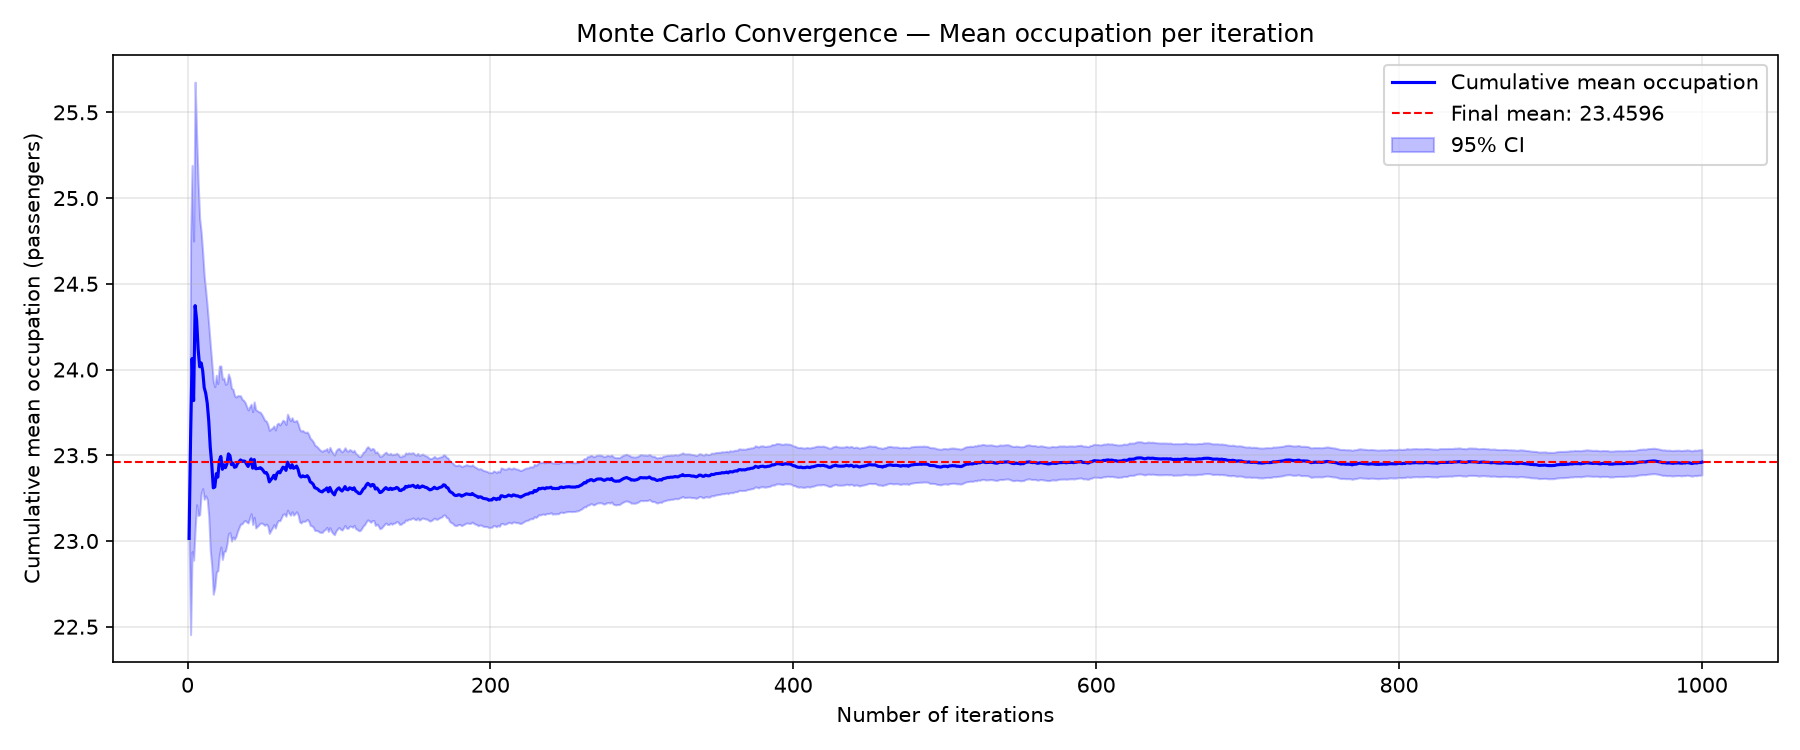 Monte Carlo Convergence — Mean occupation per iteration
Cumulative mean occupation
Final mean: 23.4596
95% CI
Cumulative mean occupation (passengers)
25.5
25.0
24.5
24.0
23.5
23.0
22.5
0 200 400 600 800 1000
Number of iterations